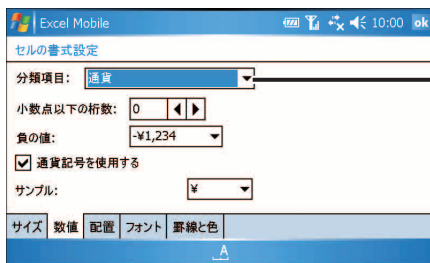 Excel Mobile 10:00 ok
セルの書式設定
分類項目: 通貨
小数点以下の桁数: 0
負の値: -¥1,234
通貨記号を使用する
サンプル: ¥
サイズ 数値 配置 フォント 罫線と色
A